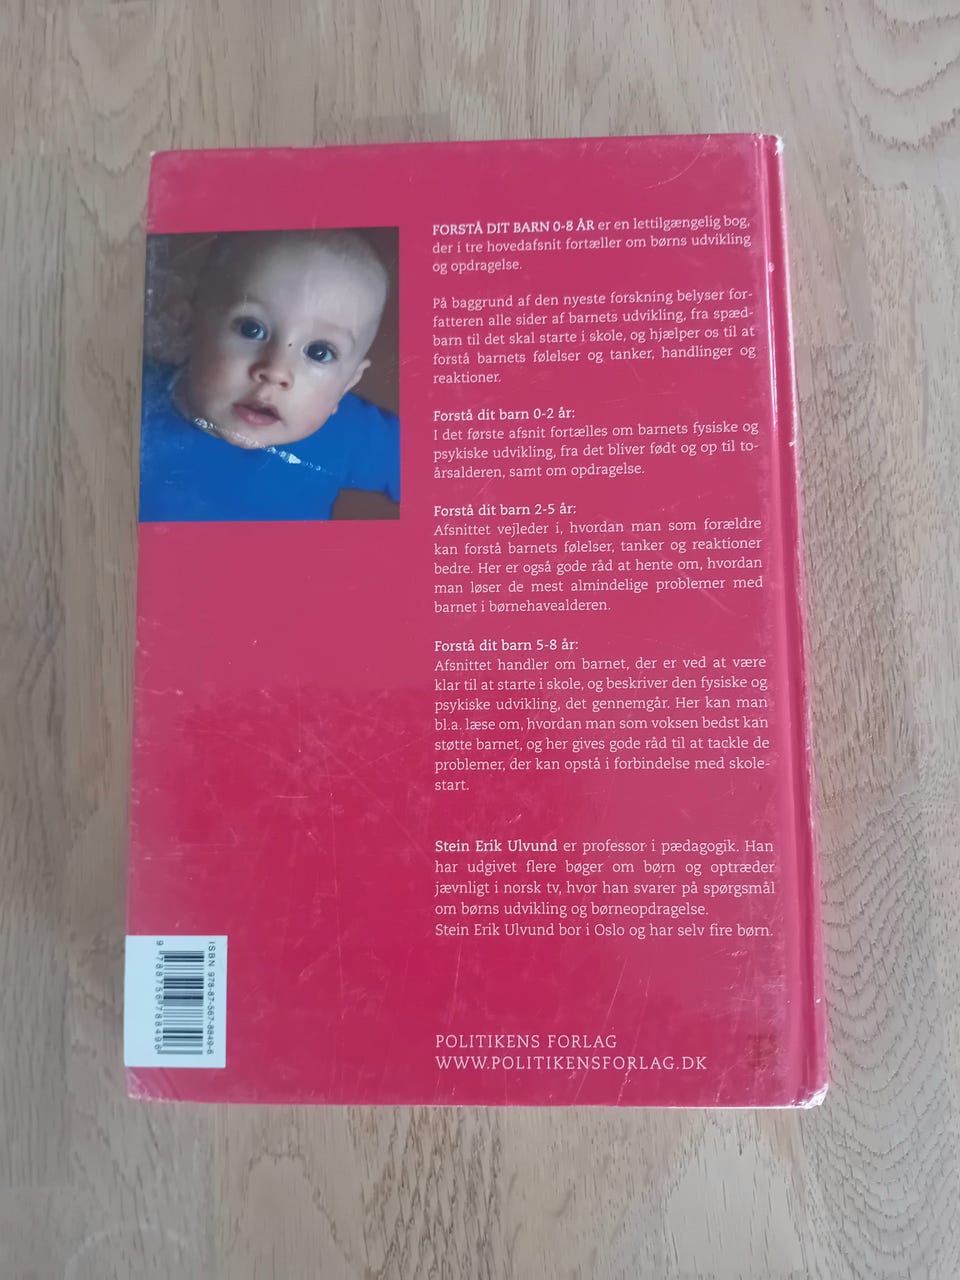 FORSTÅ DIT BARN 0-8 ÅR er en lettilgængelig bog,
der i tre hovedafsnit fortæller om børns udvikling
og opdragelse.
På baggrund af den nyeste forskning belyser for-
fatteren alle sider af barnets udvikling, fra spæd-
barn til det skal starte i skole, og hjælper os til at
forstå barnets følelser og tanker, handlinger og
reaktioner.
Forstå dit barn 0-2 år:
I det første afsnit fortælles om barnets fysiske og
psykiske udvikling, fra det bliver født og op til to-
årsalderen, samt om opdragelse.
Forstå dit barn 2-5 år:
Afsnittet vejleder i, hvordan man som forældre
kan forstå barnets følelser, tanker og reaktioner
bedre. Her er også gode råd at hente om, hvordan
man løser de mest almindelige problemer med
barnet i børnehavealderen.
Forstå dit barn 5-8 år:
Afsnittet handler om barnet, der er ved at være
klar til at starte i skole, og beskriver den fysiske og
psykiske udvikling, det gennemgår. Her kan man
bl.a. læse om, hvordan man som voksen bedst kan
støtte barnet, og her gives gode råd til at tackle de
problemer, der kan opstå i forbindelse med skole-
start.
Stein Erik Ulvund er professor i pædagogik. Han
har udgivet flere bøger om børn og optræder
jævnligt i norsk tv, hvor han svarer på spørgsmål
om børns udvikling og børneopdragelse.
Stein Erik Ulvund bor i Oslo og har selv fire børn.
ISBN 978-87-567-8849-6
9 788756 788496
POLITIKENS FORLAG
WWW.POLITIKENSFORLAG.DK